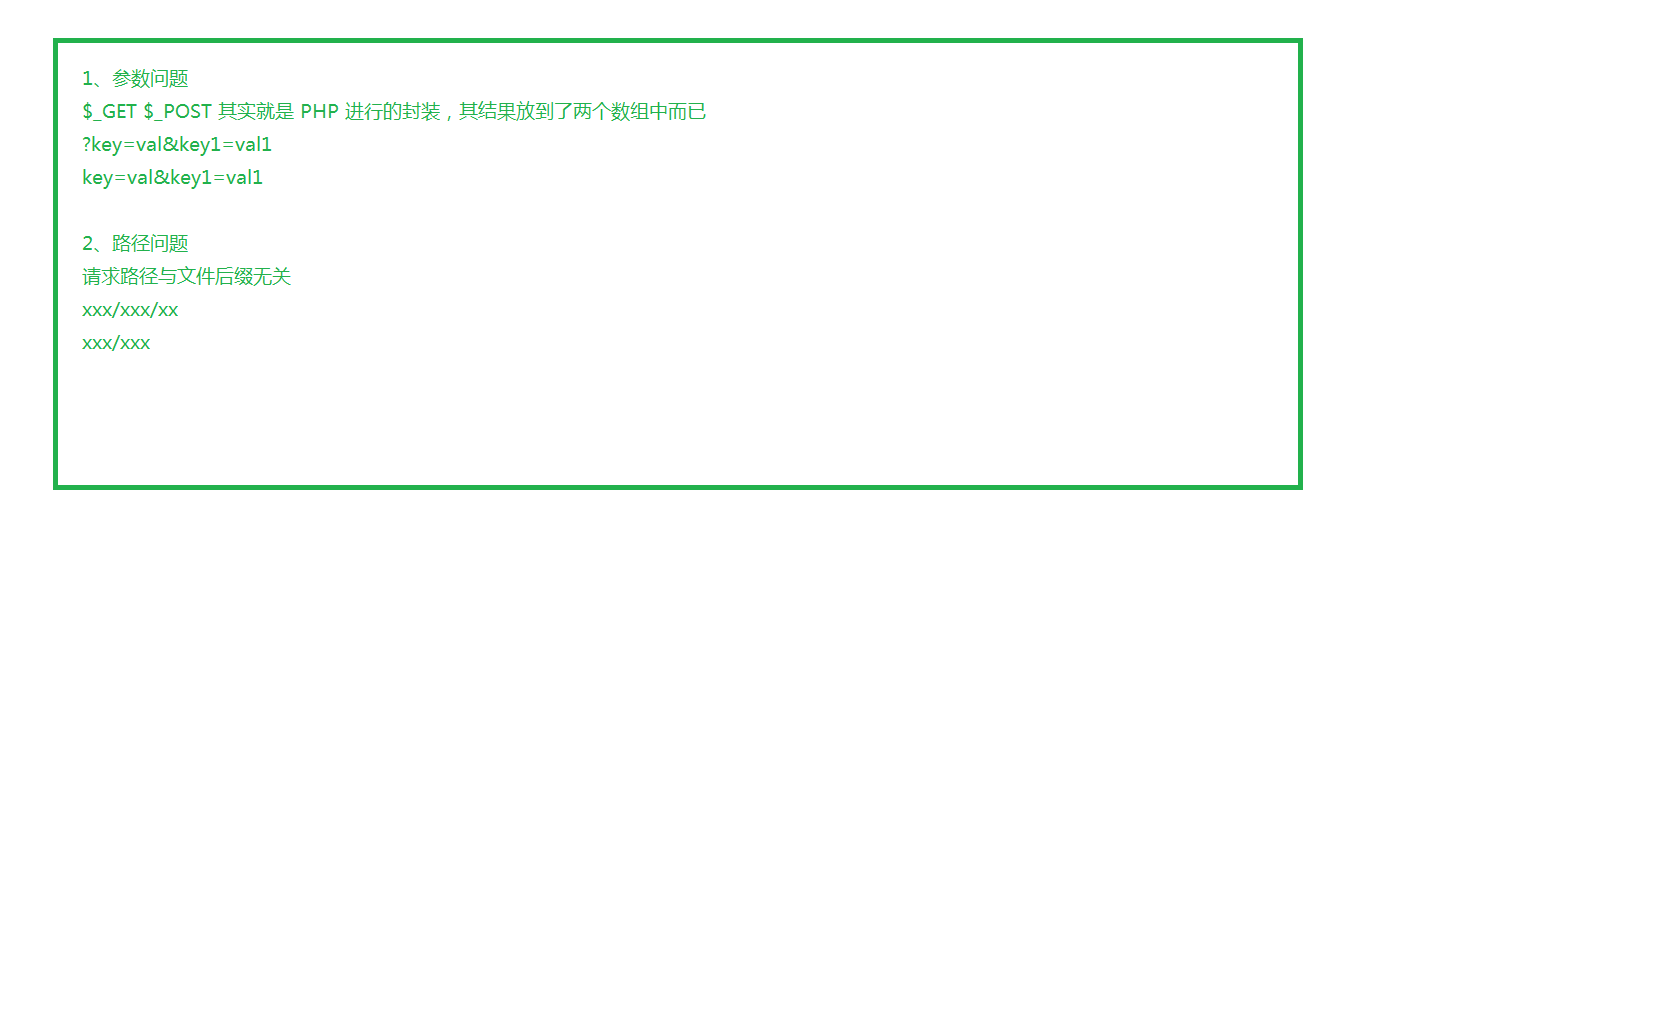 1、参数问题
$_GET $_POST 其实就是 PHP 进行的封装，其结果放到了两个数组中而已
?key=val&key1=val1
key=val&key1=val1
2、路径问题
请求路径与文件后缀无关
xxx/xxx/xx
xxx/xxx